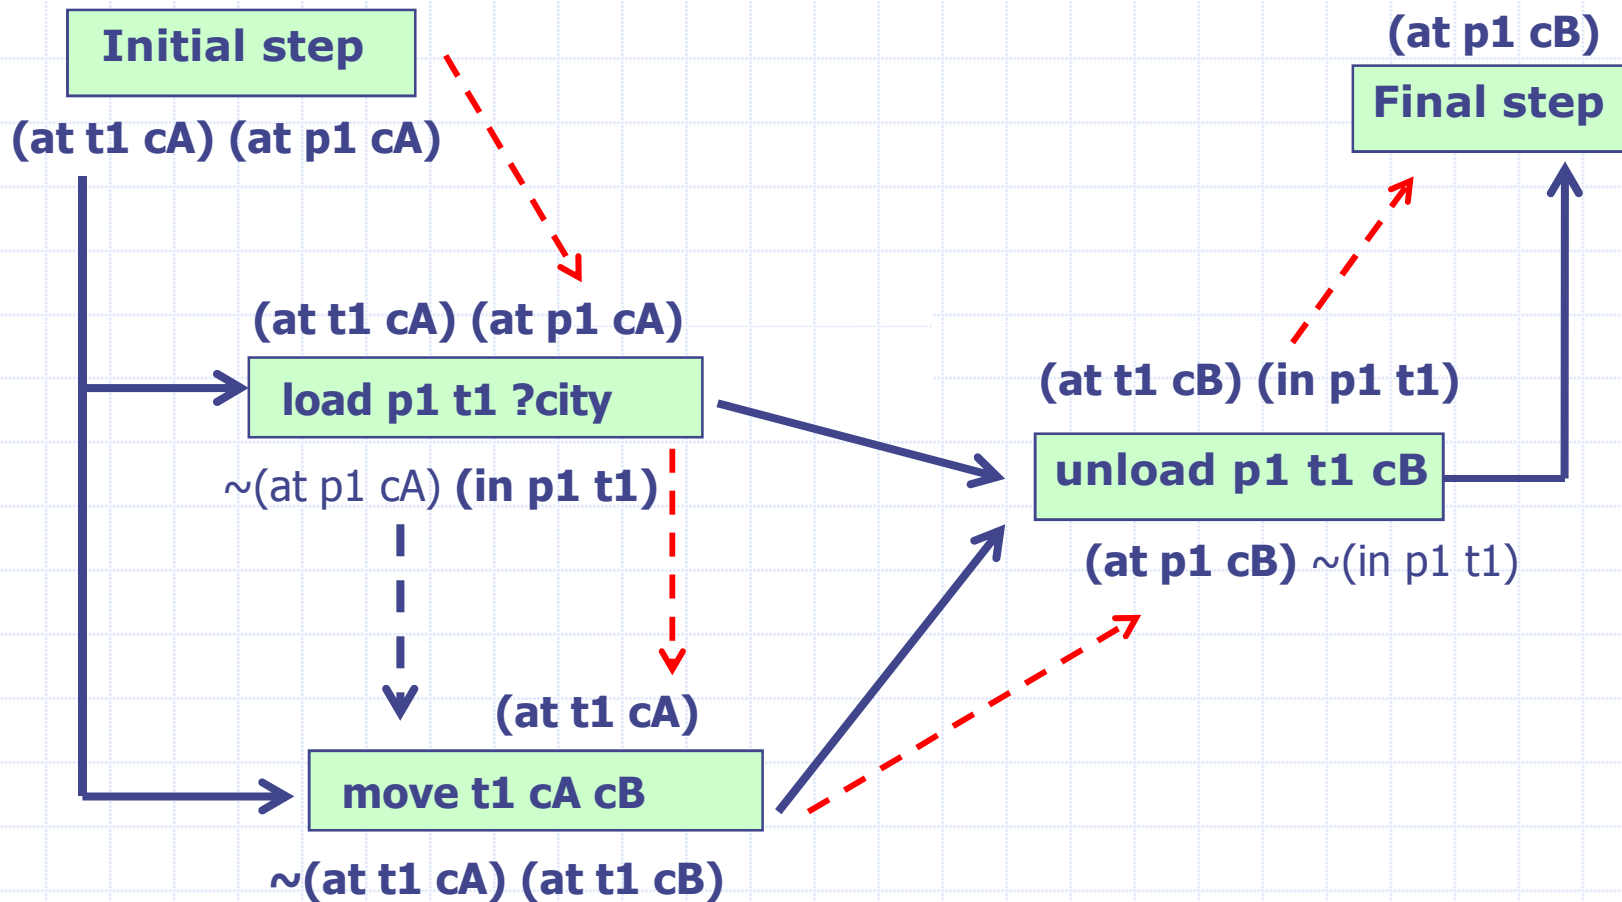 Initial step
(at t1 cA) (at p1 cA)
(at p1 cB)
Final step
(at t1 cA) (at p1 cA)
load p1 t1 ?city
~(at p1 cA) (in p1 t1)
(at t1 cB) (in p1 t1)
unload p1 t1 cB
(at p1 cB) ~(in p1 t1)
(at t1 cA)
move t1 cA cB
~(at t1 cA) (at t1 cB)